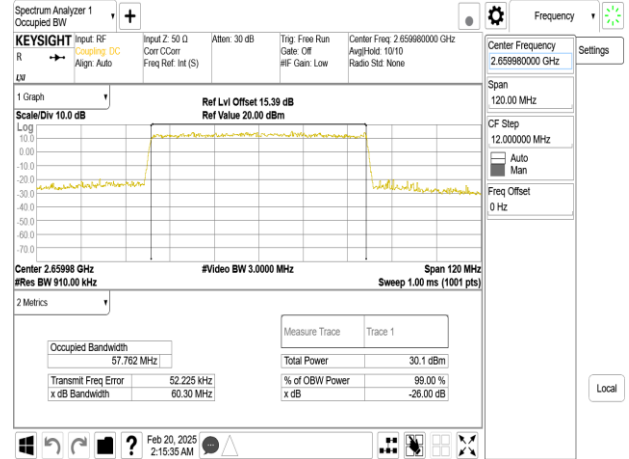 Spectrum Analyzer 1
Occupied BW
Frequency
Settings
KEYSIGHT
R
LXI
Input: RF
Coupling: DC
Align: Auto
Input Z: 50 Ω
Corr CCorr
Freq Ref: Int (S)
Atten: 30 dB
Trig: Free Run
Gate: Off
#IF Gain: Low
Center Freq: 2.659980000 GHz
Avg|Hold: 10/10
Radio Std: None
Center Frequency
2.659980000 GHz
Span
120.00 MHz
CF Step
12.000000 MHz
Auto
Man
Freq Offset
0 Hz
Local
1 Graph
Scale/Div 10.0 dB
Ref Lvl Offset 15.39 dB
Ref Value 20.00 dBm
Log
10.0
0.00
-10.0
-20.0
-30.0
-40.0
-50.0
-60.0
-70.0
Center 2.65998 GHz
#Video BW 3.0000 MHz
Span 120 MHz
#Res BW 910.00 kHz
Sweep 1.00 ms (1001 pts)
2 Metrics
Measure Trace Trace 1
Occupied Bandwidth
57.762 MHz
Total Power 30.1 dBm
Transmit Freq Error 52.225 kHz
% of OBW Power 99.00 %
x dB Bandwidth 60.30 MHz
x dB -26.00 dB
?
Feb 20, 2025
2:15:35 AM